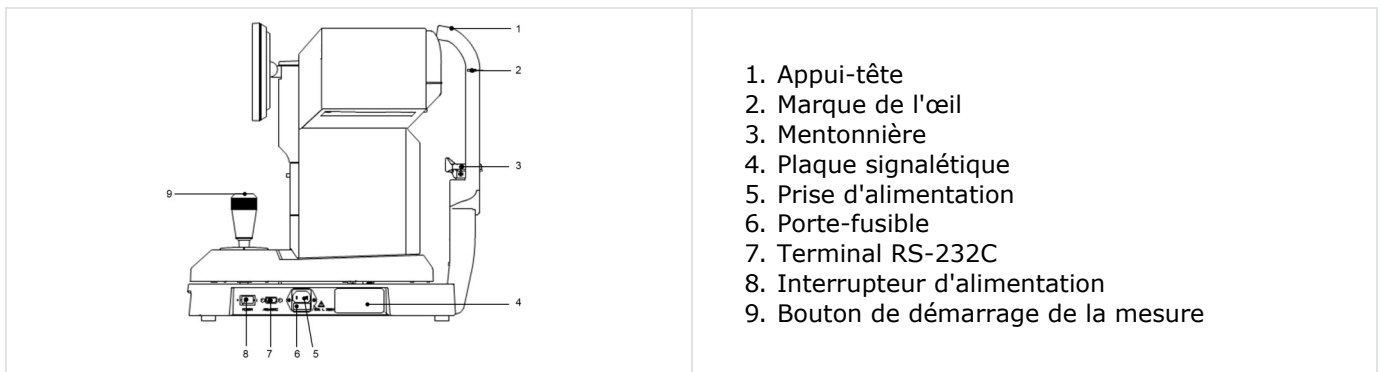 1
2
3
9
4
8 7 6 5
1. Appui-tête
2. Marque de l'œil
3. Mentonnière
4. Plaque signalétique
5. Prise d'alimentation
6. Porte-fusible
7. Terminal RS-232C
8. Interrupteur d'alimentation
9. Bouton de démarrage de la mesure